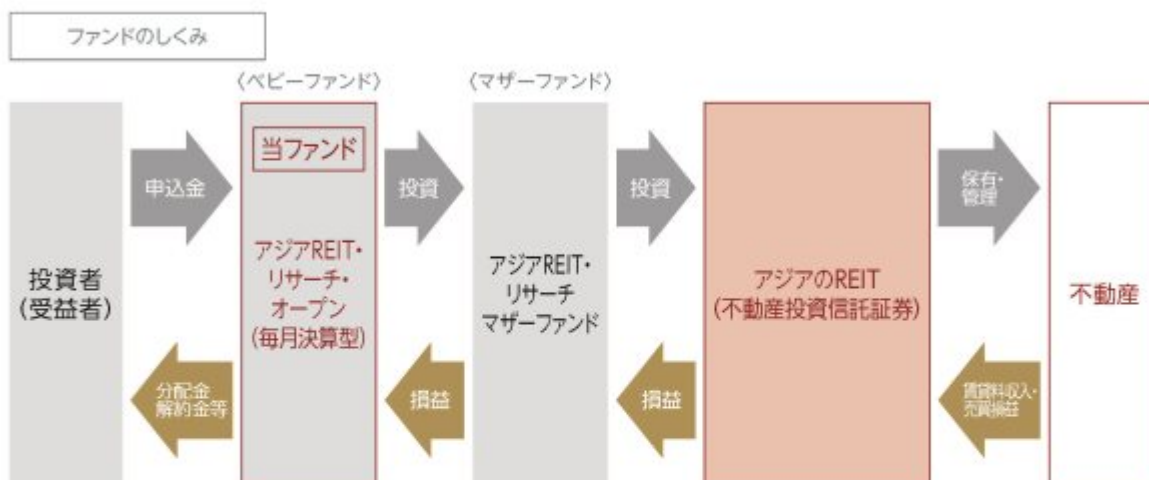 ファンドのしくみ
〈ベビーファンド〉
〈マザーファンド〉
投資者
(受益者)
申込金
分配金
解約金等
当ファンド
アジアREIT・
リサーチ・
オープン
(毎月決算型)
投資
損益
アジアREIT・
リサーチ
マザーファンド
投資
損益
アジアのREIT
(不動産投資信託証券)
保有・
管理
賃貸料収入・
売買損益
不動産